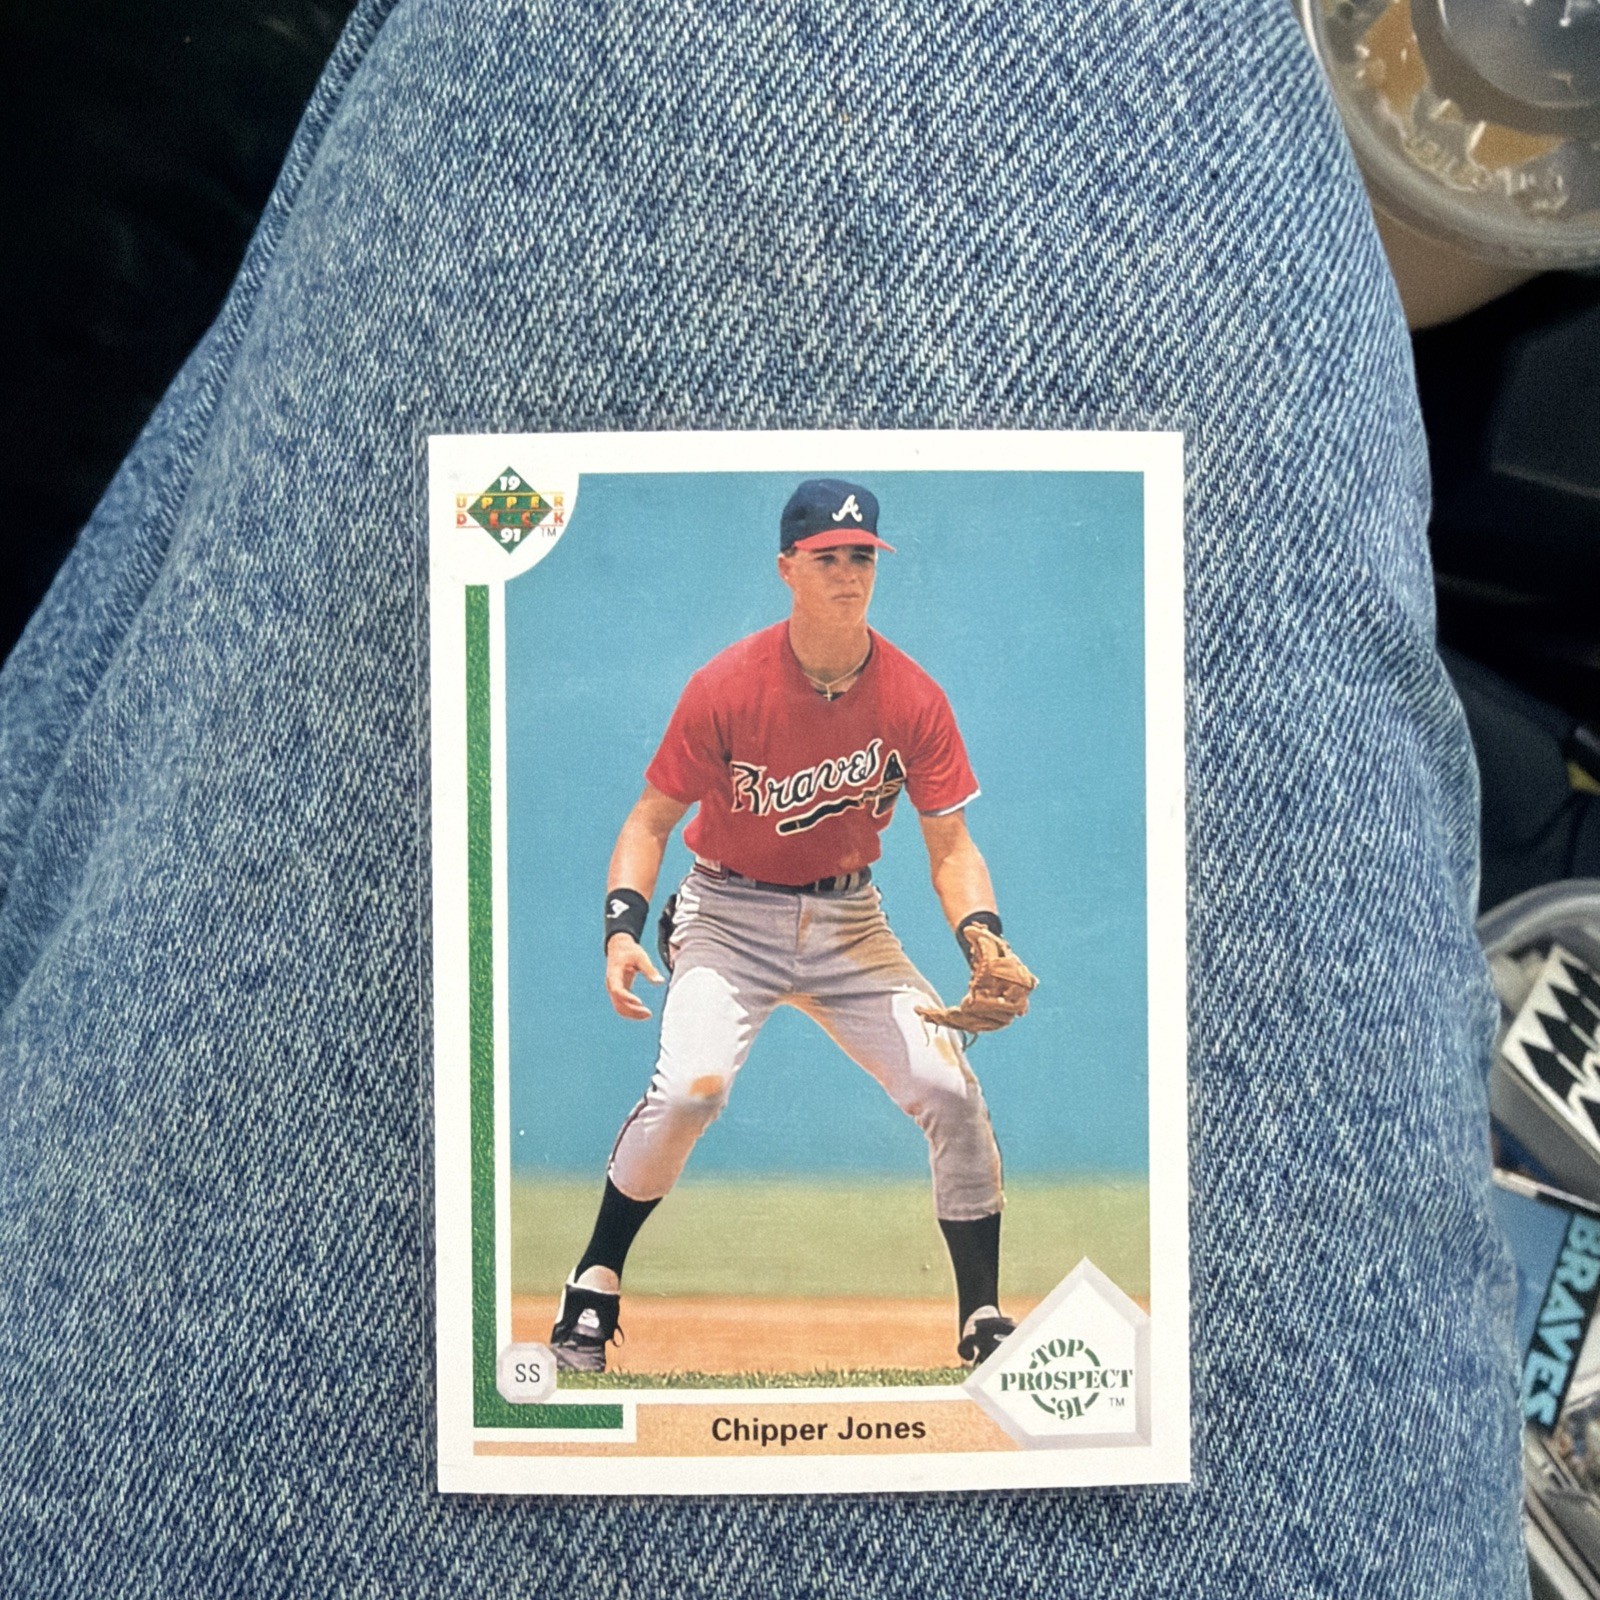 19
UPPER
DECK
91 TM
A
Braves
SS
TOP
PROSPECT
'91 TM
Chipper Jones
BRAVES